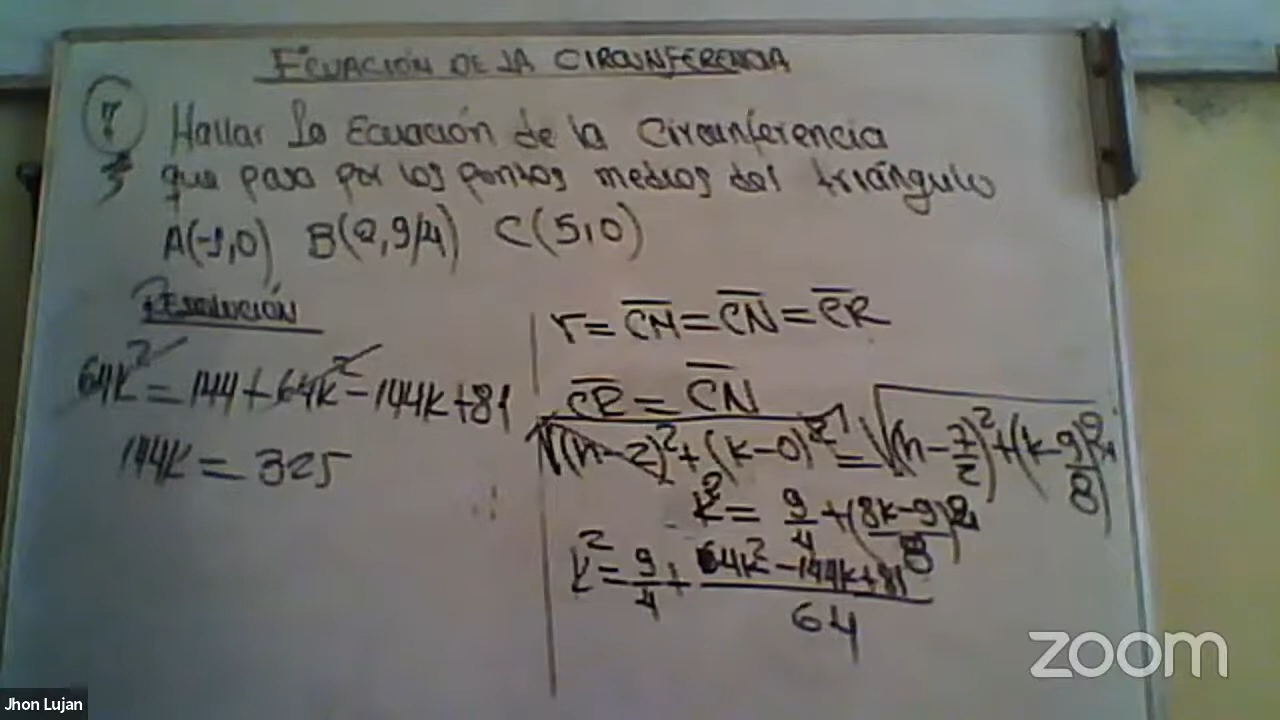 ECUACIÓN DE LA CIRCUNFERENCIA
7 Hallar La Ecuación de la Circunferencia
que pasa por los pontos medios del triángulo
A(-1,0) B(2,9/4) C(5,0)
RESOLUCIÓN
64k² = 144 + 64k² - 144k + 81
144k = 325
r = CM = CN = CR
CR = CN
√(h-2)² + (k-0)² = √(h-7/2)² + (k-9/8)²
k² = 9/4 + (8k-9)²/8
k² = 9/4 + 64k² - 144k + 81/64
zoom
Jhon Lujan